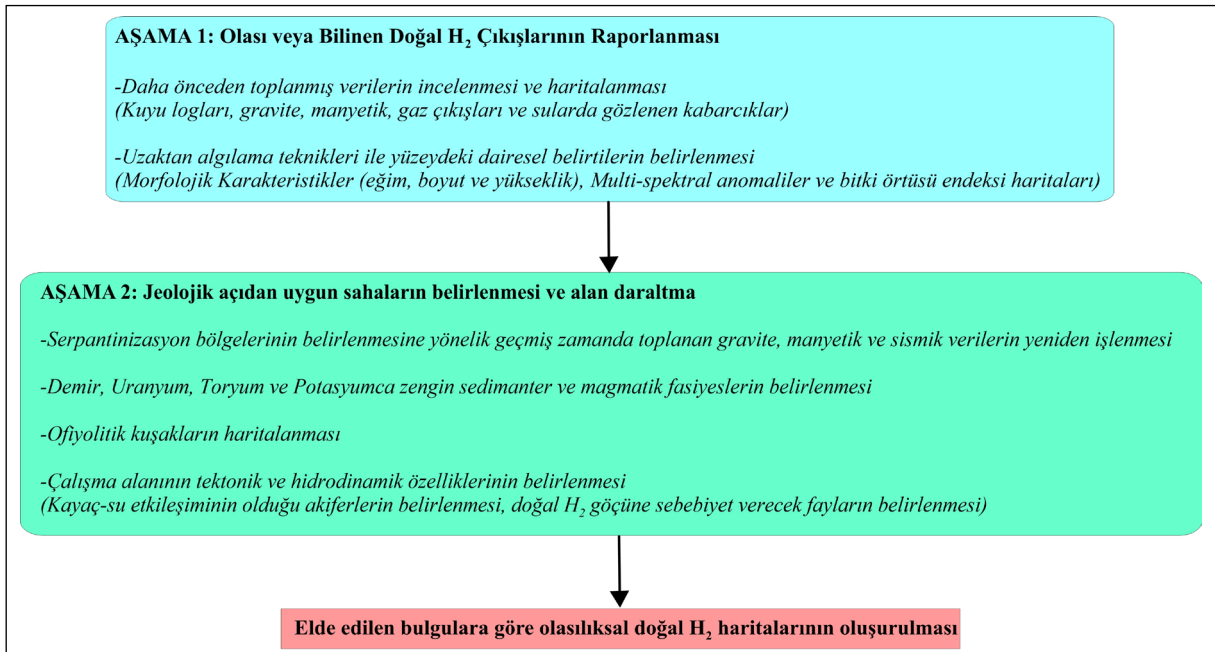 AŞAMA 1: Olası veya Bilinen Doğal H₂ Çıkışlarının Raporlanması
-Daha önceden toplanmış verilerin incelenmesi ve haritalanması
(Kuyu logları, gravite, manyetik, gaz çıkışları ve sularda gözlenen kabarcıklar)
-Uzaktan algılama teknikleri ile yüzeydeki dairesel belirtilerin belirlenmesi
(Morfolojik Karakteristikler (eğim, boyut ve yükseklik), Multi-spektral anomaliler ve bitki örtüsü endeksi haritaları)
AŞAMA 2: Jeolojik açıdan uygun sahaların belirlenmesi ve alan daraltma
-Serpantinizasyon bölgelerinin belirlenmesine yönelik geçmiş zamanda toplanan gravite, manyetik ve sismik verilerin yeniden işlenmesi
-Demir, Uranyum, Toryum ve Potasyumca zengin sedimanter ve magmatik fasiyeslerin belirlenmesi
-Ofiyolitik kuşakların haritalanması
-Çalışma alanının tektonik ve hidrodinamik özelliklerinin belirlenmesi
(Kayaç-su etkileşiminin olduğu akiferlerin belirlenmesi, doğal H₂ göçüne sebebiyet verecek fayların belirlenmesi)
Elde edilen bulgulara göre olasılıksal doğal H₂ haritalarının oluşurulması